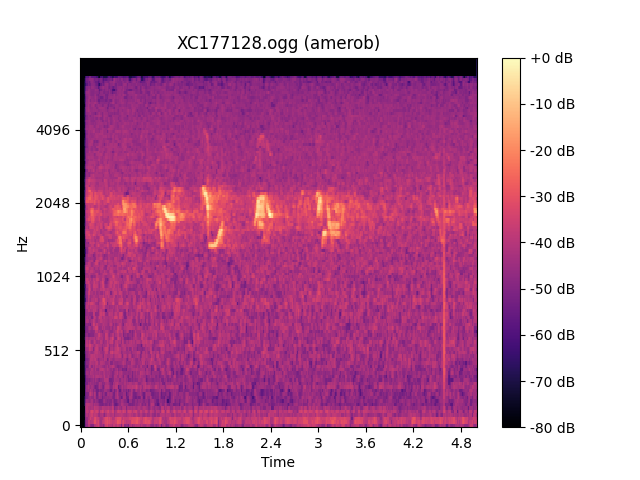 XC177128.ogg (amerob)
4096
2048
1024
512
0
Hz
0 0.6 1.2 1.8 2.4 3 3.6 4.2 4.8
Time
+0 dB
-10 dB
-20 dB
-30 dB
-40 dB
-50 dB
-60 dB
-70 dB
-80 dB